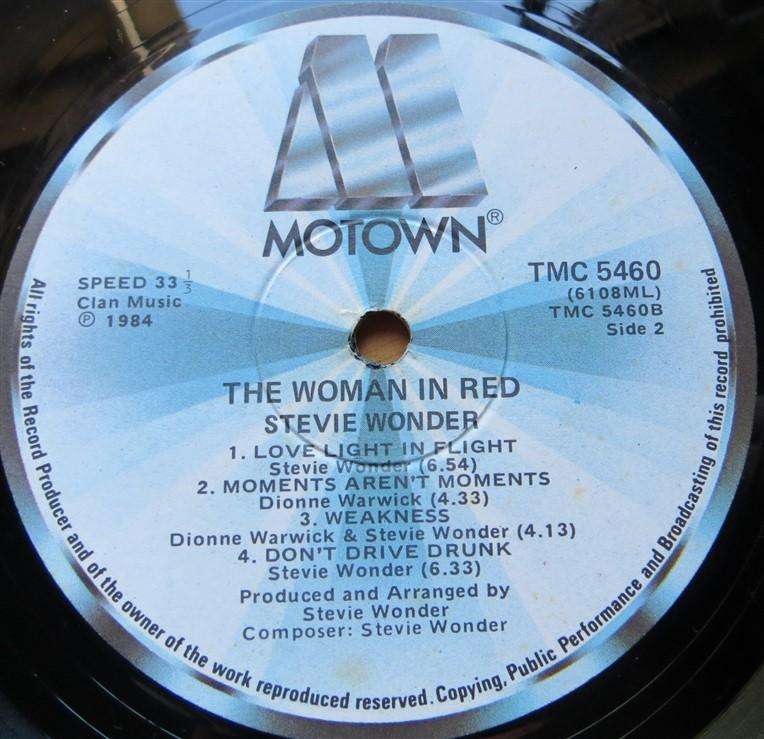 MOTOWN®
SPEED 33 1/3
Clan Music
℗ 1984
TMC 5460
(6108ML)
TMC 5460B
Side 2
THE WOMAN IN RED
STEVIE WONDER
1. LOVE LIGHT IN FLIGHT
Stevie Wonder (6.54)
2. MOMENTS AREN'T MOMENTS
Dionne Warwick (4.33)
3. WEAKNESS
Dionne Warwick & Stevie Wonder (4.13)
4. DON'T DRIVE DRUNK
Stevie Wonder (6.33)
Produced and Arranged by
Stevie Wonder
Composer: Stevie Wonder
All rights of the Record Producer and of the owner of the work reproduced reserved. Copying, Public Performance and Broadcasting of this record prohibited